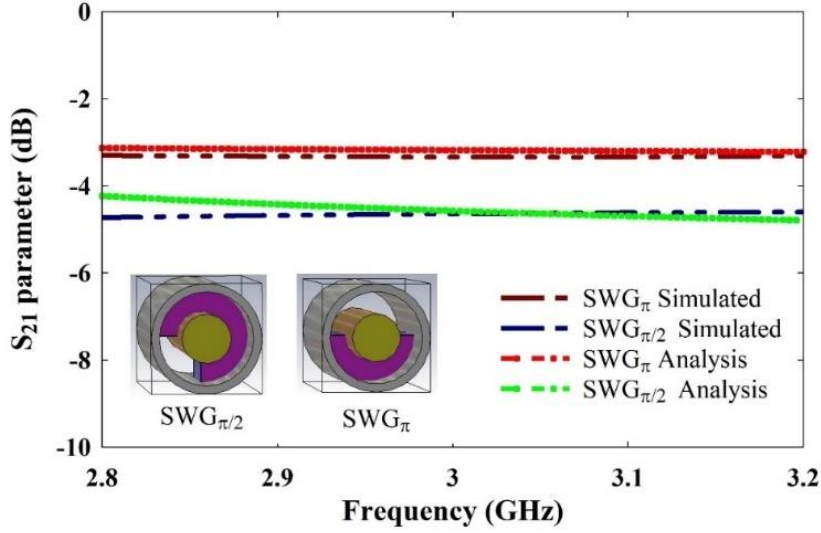 0
-2
-4
-6
-8
-10
S21 parameter (dB)
SWGπ/2
SWGπ
SWGπ Simulated
SWGπ/2 Simulated
SWGπ Analysis
SWGπ/2 Analysis
2.8
2.9
3
3.1
3.2
Frequency (GHz)